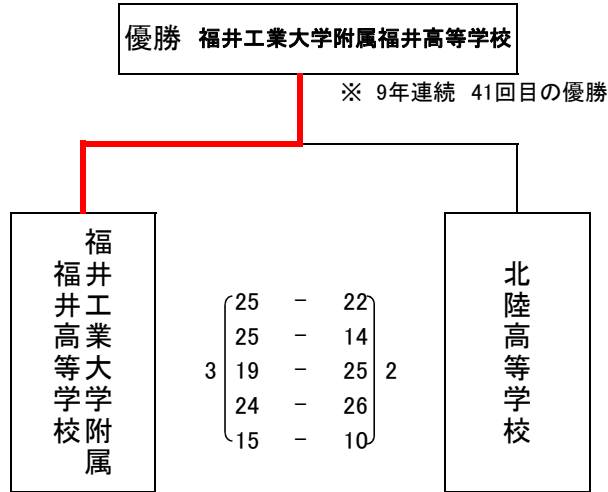 優勝 福井工業大学附属福井高等学校
※ 9年連続 41回目の優勝
福井工業大学附属
福井高等学校
25 - 22
25 - 14
3 19 - 25 2
24 - 26
15 - 10
北陸高等学校